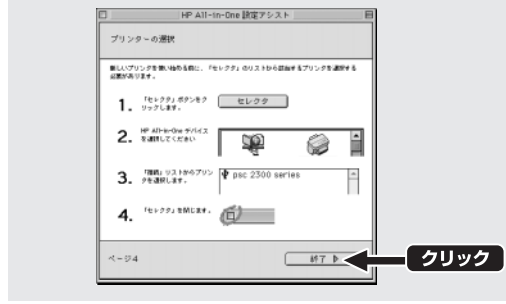 HP All-in-One 設定アシスト
プリンターの選択
新しいプリンタを使い始める前に、「セレクタ」のリストから該当するプリンタを選択する
必要があります。
1. 「セレクタ」ボタンをク
リックします。
セレクタ
2. HP All-in-One デバイス
を選択してください
3. 「接続」リストからプリン
タを選択します。
psc 2300 series
4. 「セレクタ」を閉じます。
ページ4
終了
クリック